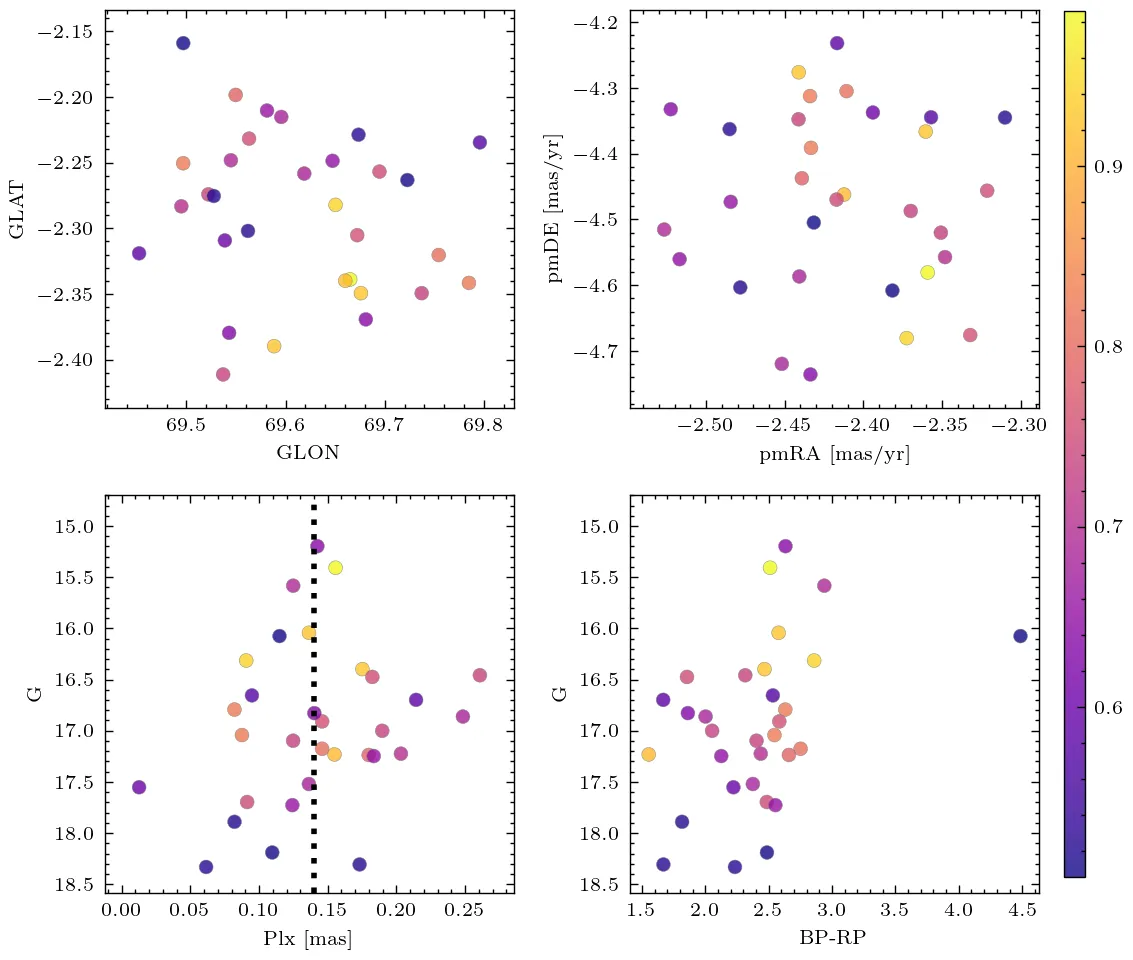 −2.15
−2.20
−2.25
−2.30
−2.35
−2.40
GLAT
69.5 69.6 69.7 69.8
GLON
−4.2
−4.3
−4.4
−4.5
−4.6
−4.7
pmDE [mas/yr]
−2.50 −2.45 −2.40 −2.35 −2.30
pmRA [mas/yr]
15.0
15.5
16.0
16.5
17.0
17.5
18.0
18.5
G
0.00 0.05 0.10 0.15 0.20 0.25
Plx [mas]
15.0
15.5
16.0
16.5
17.0
17.5
18.0
18.5
G
1.5 2.0 2.5 3.0 3.5 4.0 4.5
BP-RP
0.9
0.8
0.7
0.6